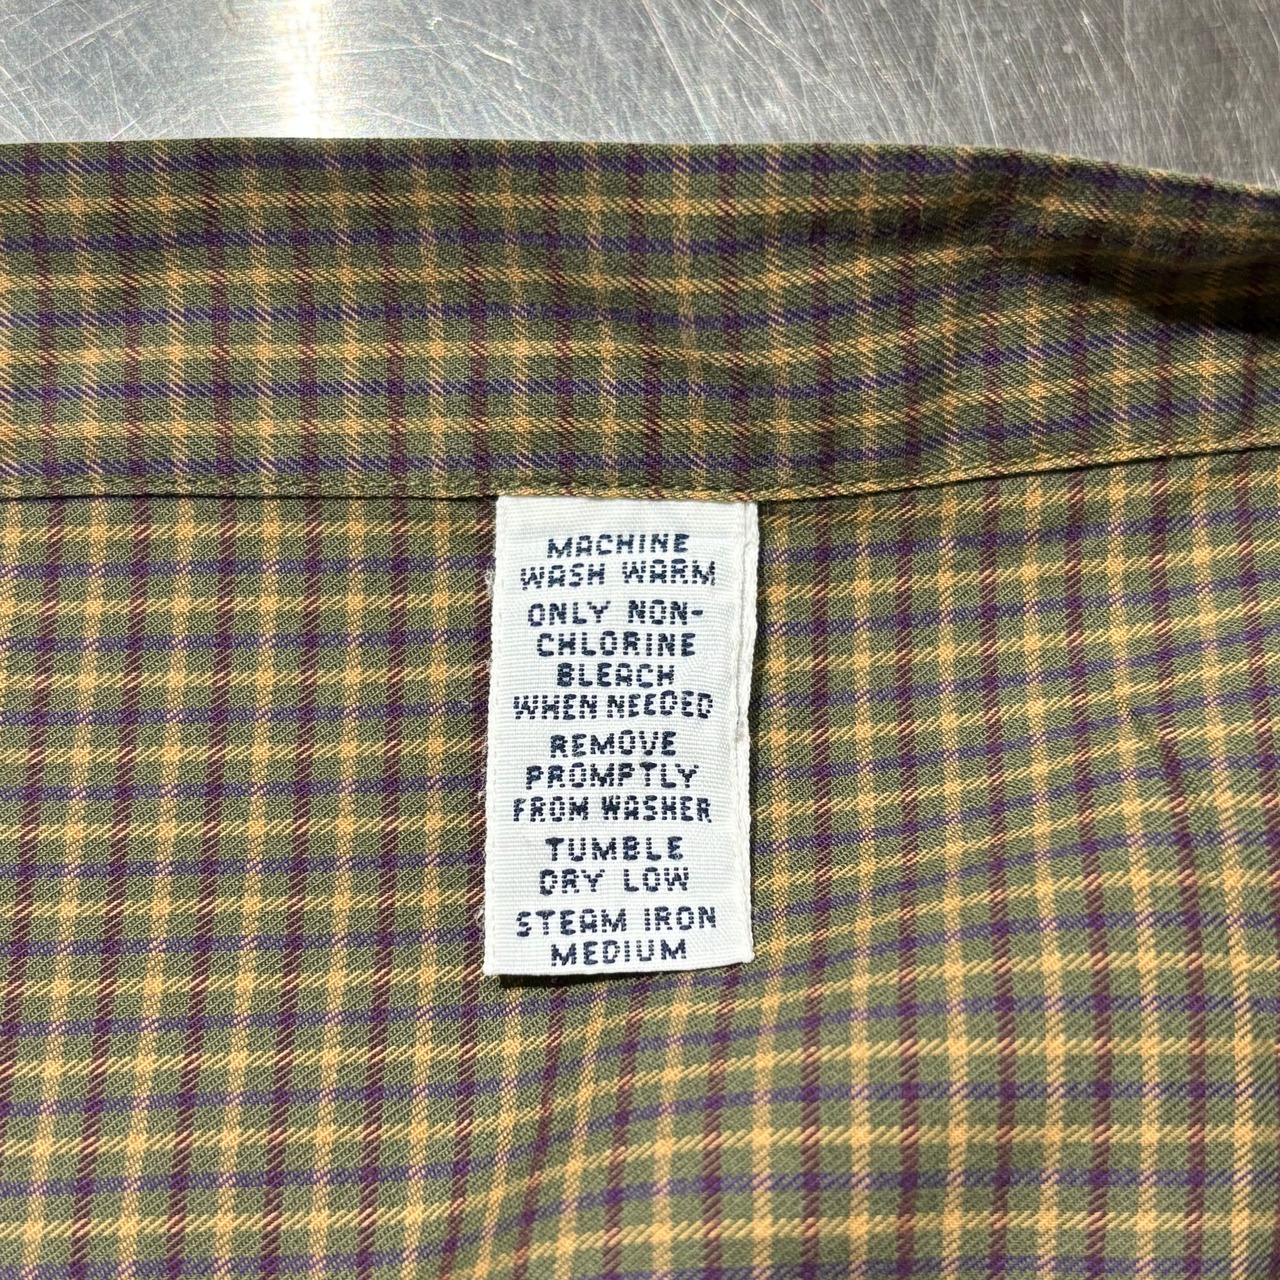 MACHINE
WASH WARM
ONLY NON-
CHLORINE
BLEACH
WHEN NEEDED
REMOVE
PROMPTLY
FROM WASHER
TUMBLE
DRY LOW
STEAM IRON
MEDIUM